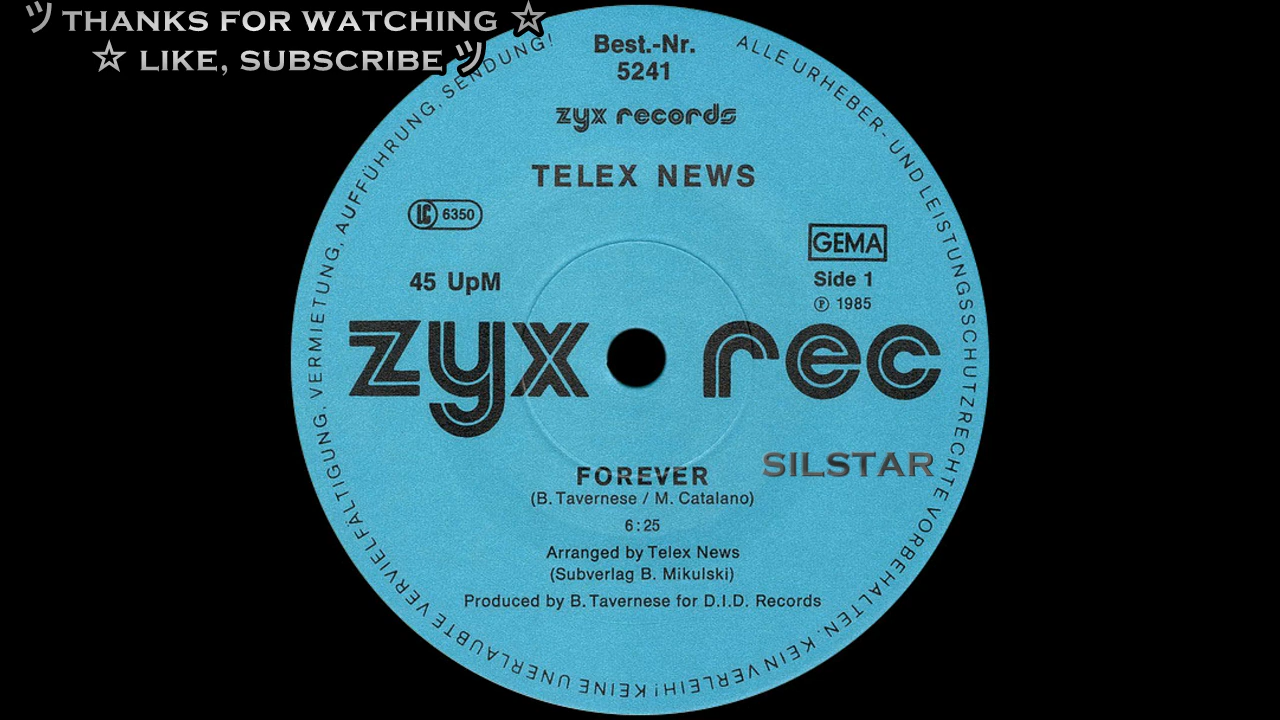 ツ THANKS FOR WATCHING ☆
☆ LIKE, SUBSCRIBE ツ
Best.-Nr.
5241
zyx records
TELEX NEWS
LC 6350
GEMA
45 UpM
Side 1
Ⓟ 1985
zyx rec
SILSTAR
FOREVER
(B. Tavernese / M. Catalano)
6:25
Arranged by Telex News
(Subverlag B. Mikulski)
Produced by B. Tavernese for D.I.D. Records
ALLE URHEBER- UND LEISTUNGSSCHUTZRECHTE VORBEHALTEN. KEIN VERLEIH! KEINE UNERLAUBTE VERVIELFÄLTIGUNG, VERMIETUNG, AUFFÜHRUNG, SENDUNG!